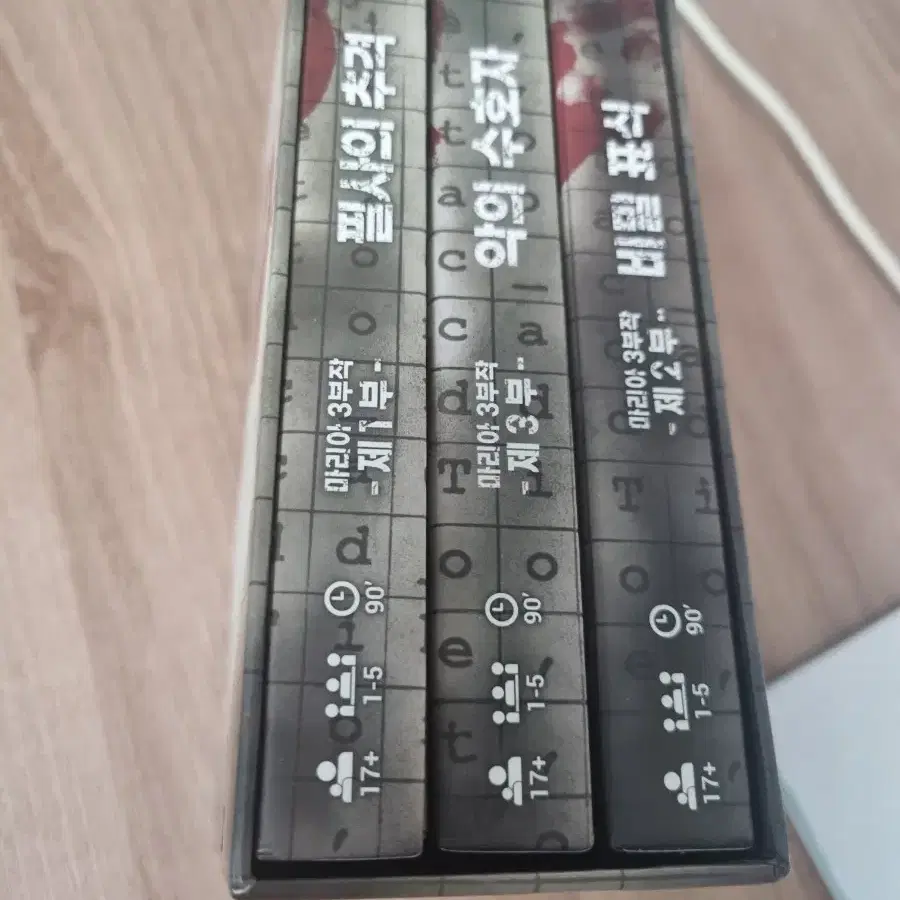 필사의 추격
마리아 3부작
- 제 1 부 -
90'
1-5
17+
악의 수호자
마리아 3부작
- 제 3 부 -
90'
1-5
17+
비밀 표식
마리아 3부작
- 제 2 부 -
90'
1-5
17+